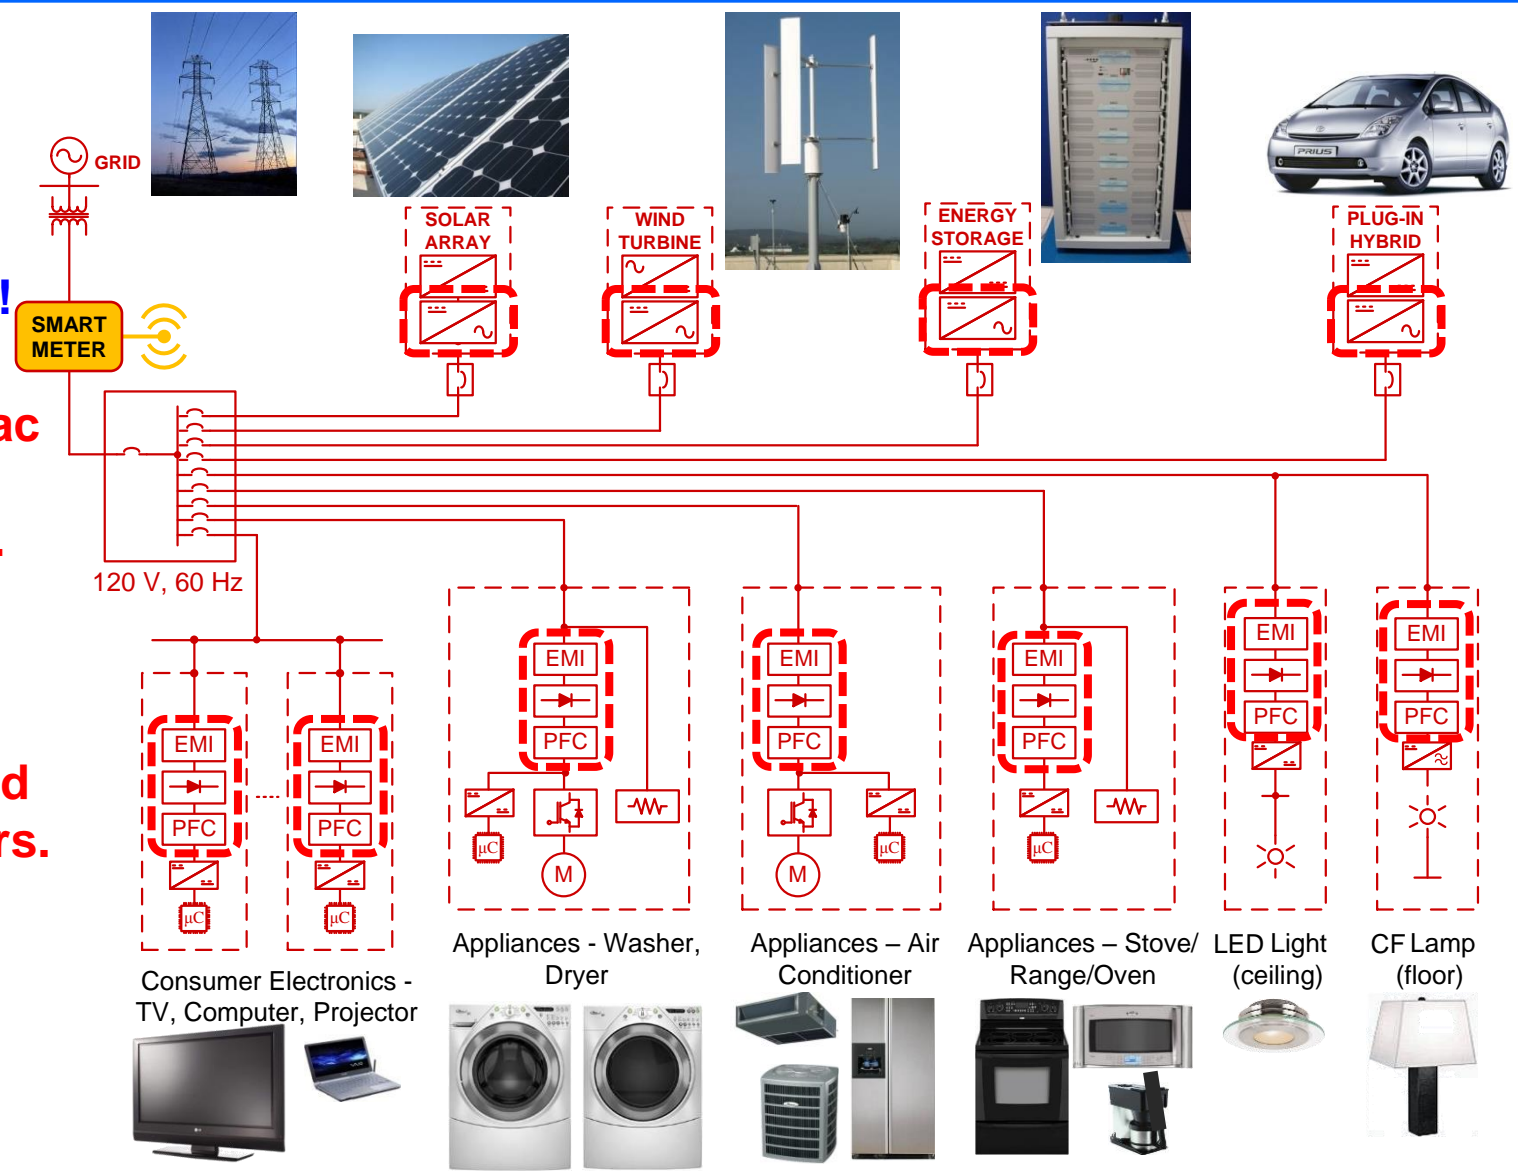 GRID
SOLAR
ARRAY
WIND
TURBINE
ENERGY
STORAGE
PRIUS
PLUG-IN
HYBRID
!
SMART
METER
ac
.
120 V, 60 Hz
d
rs.
EMI
PFC
μC
EMI
PFC
μC
EMI
PFC
μC
M
EMI
PFC
M
μC
EMI
PFC
μC
EMI
PFC
EMI
PFC
Consumer Electronics -
TV, Computer, Projector
Appliances - Washer,
Dryer
Appliances – Air
Conditioner
Appliances – Stove/
Range/Oven
LED Light
(ceiling)
CF Lamp
(floor)